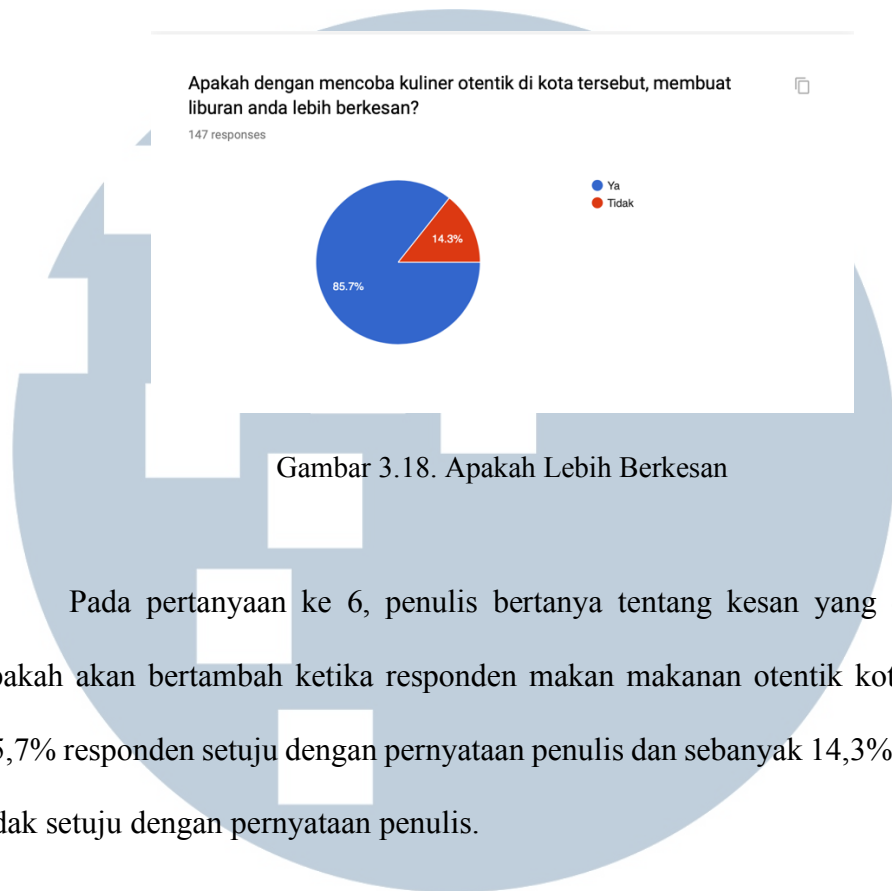 Apakah dengan mencoba kuliner otentik di kota tersebut, membuat
liburan anda lebih berkesan?
147 responses
Ya
Tidak
14.3%
85.7%
Gambar 3.18. Apakah Lebih Berkesan
Pada pertanyaan ke 6, penulis bertanya tentang kesan yang
pakah akan bertambah ketika responden makan makanan otentik kot
5,7% responden setuju dengan pernyataan penulis dan sebanyak 14,3%
dak setuju dengan pernyataan penulis.